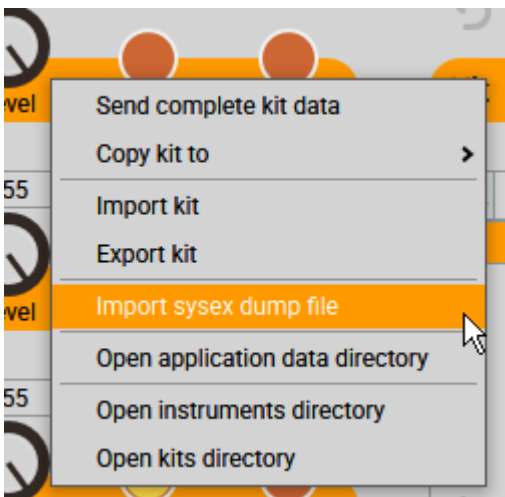 Send complete kit data
vel
Copy kit to
55
Import kit
Export kit
Import sysex dump file
vel
Open application data directory
55
Open instruments directory
Open kits directory